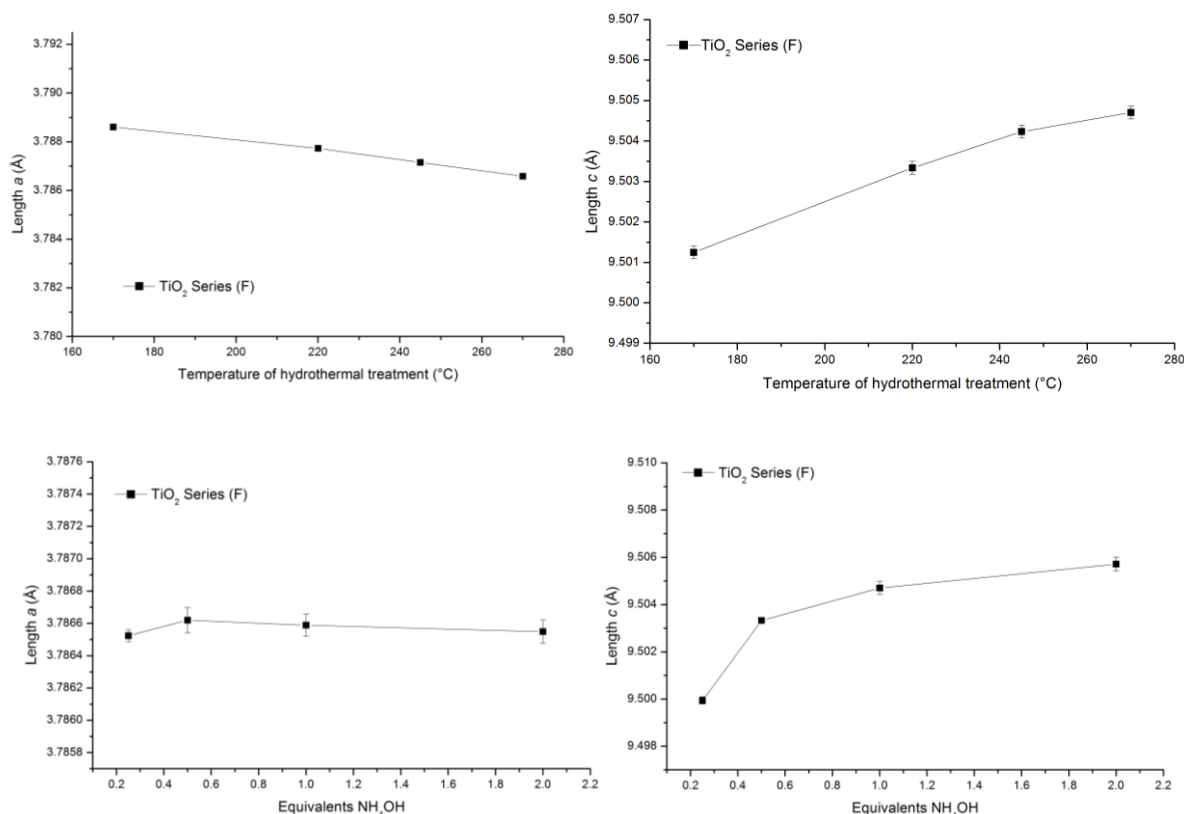 3.792
3.790
3.788
3.786
3.784
3.782
3.780
Length a (Å)
TiO2 Series (F)
160 180 200 220 240 260 280
Temperature of hydrothermal treatment (°C)
9.507
9.506
9.505
9.504
9.503
9.502
9.501
9.500
9.499
Length c (Å)
TiO2 Series (F)
160 180 200 220 240 260 280
Temperature of hydrothermal treatment (°C)
3.7876
3.7874
3.7872
3.7870
3.7868
3.7866
3.7864
3.7862
3.7860
3.7858
Length a (Å)
TiO2 Series (F)
0.2 0.4 0.6 0.8 1.0 1.2 1.4 1.6 1.8 2.0 2.2
Equivalents NH4OH
9.510
9.508
9.506
9.504
9.502
9.500
9.498
Length c (Å)
TiO2 Series (F)
0.2 0.4 0.6 0.8 1.0 1.2 1.4 1.6 1.8 2.0 2.2
Equivalents NH4OH